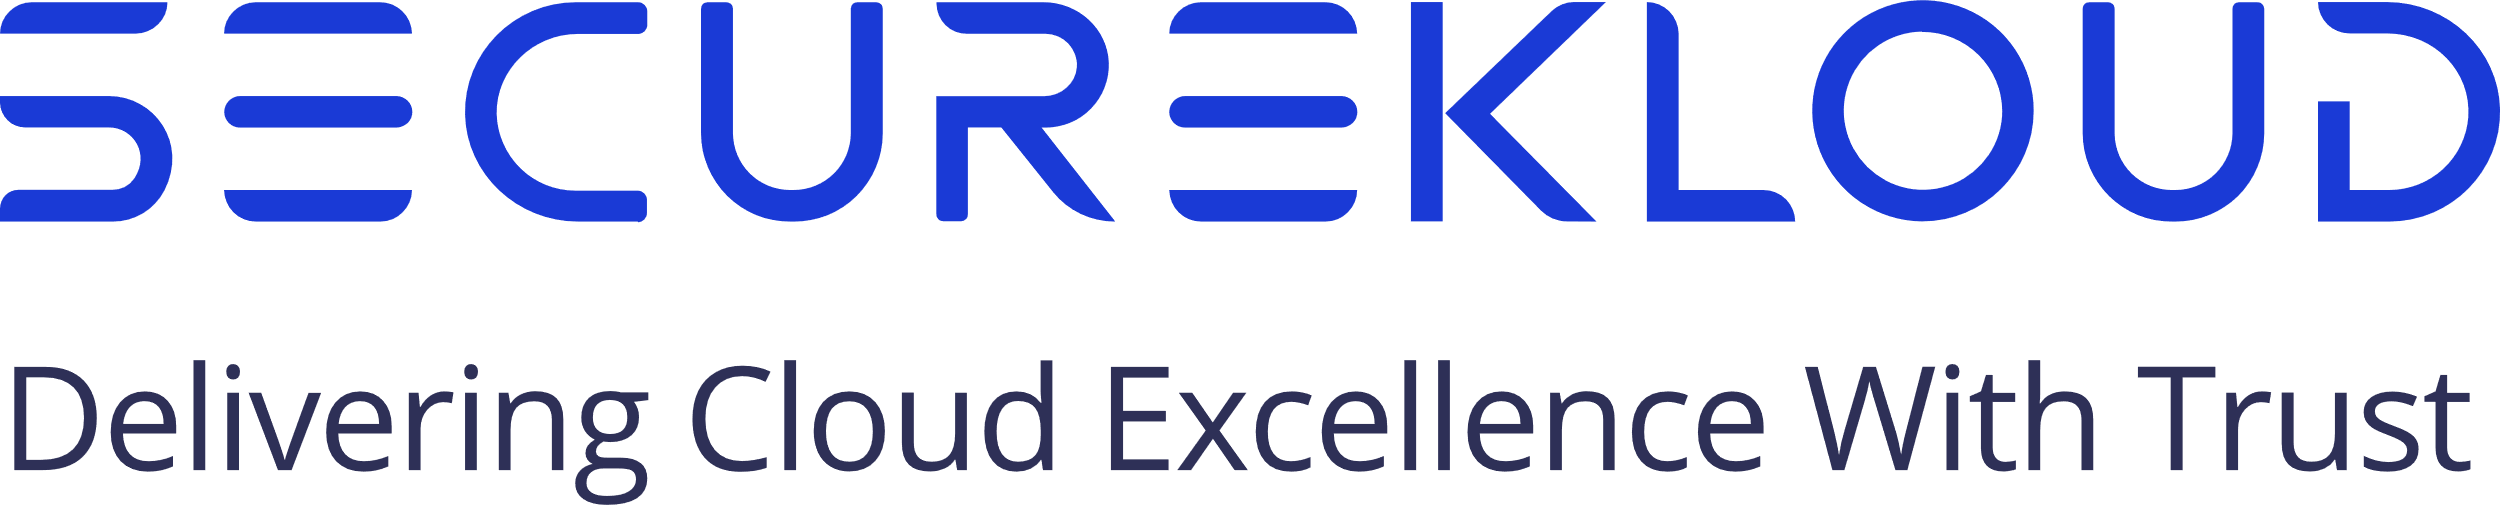 SECUREKLOUD
Delivering Cloud Excellence With Trust